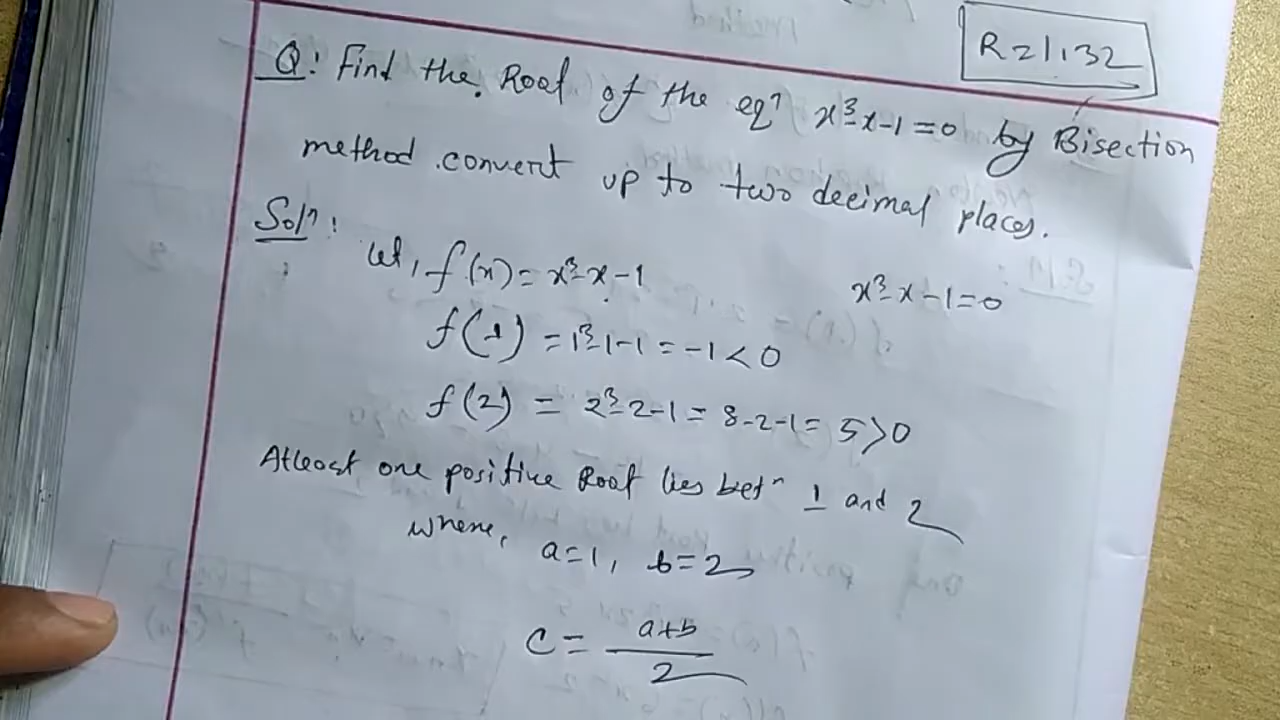 R=1.32
Q: Find the Root of the eqn x³-x-1=0 by Bisection
method convert up to two decimal places.
Soln:
Let, f(x)=x³-x-1
x³-x-1=0
f(1) = 1³-1-1 = -1<0
f(2) = 2³-2-1 = 8-2-1= 5>0
Atleast one positive Root lies betn 1 and 2
where, a=1, b=2
C = a+b
2